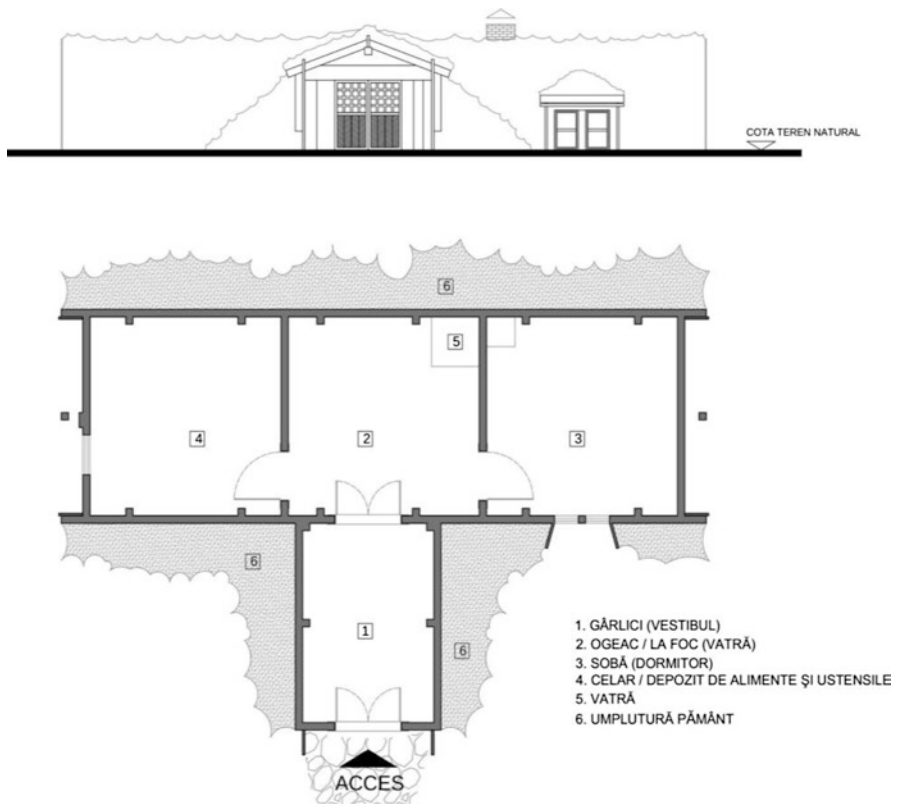 COTA TEREN NATURAL
6
5
4
2
3
6
1
6
1. GÂRLICI (VESTIBUL)
2. OGEAC / LA FOC (VATRĂ)
3. SOBĂ (DORMITOR)
4. CELAR / DEPOZIT DE ALIMENTE ŞI USTENSILE
5. VATRĂ
6. UMPLUTURĂ PĂMÂNT
ACCES